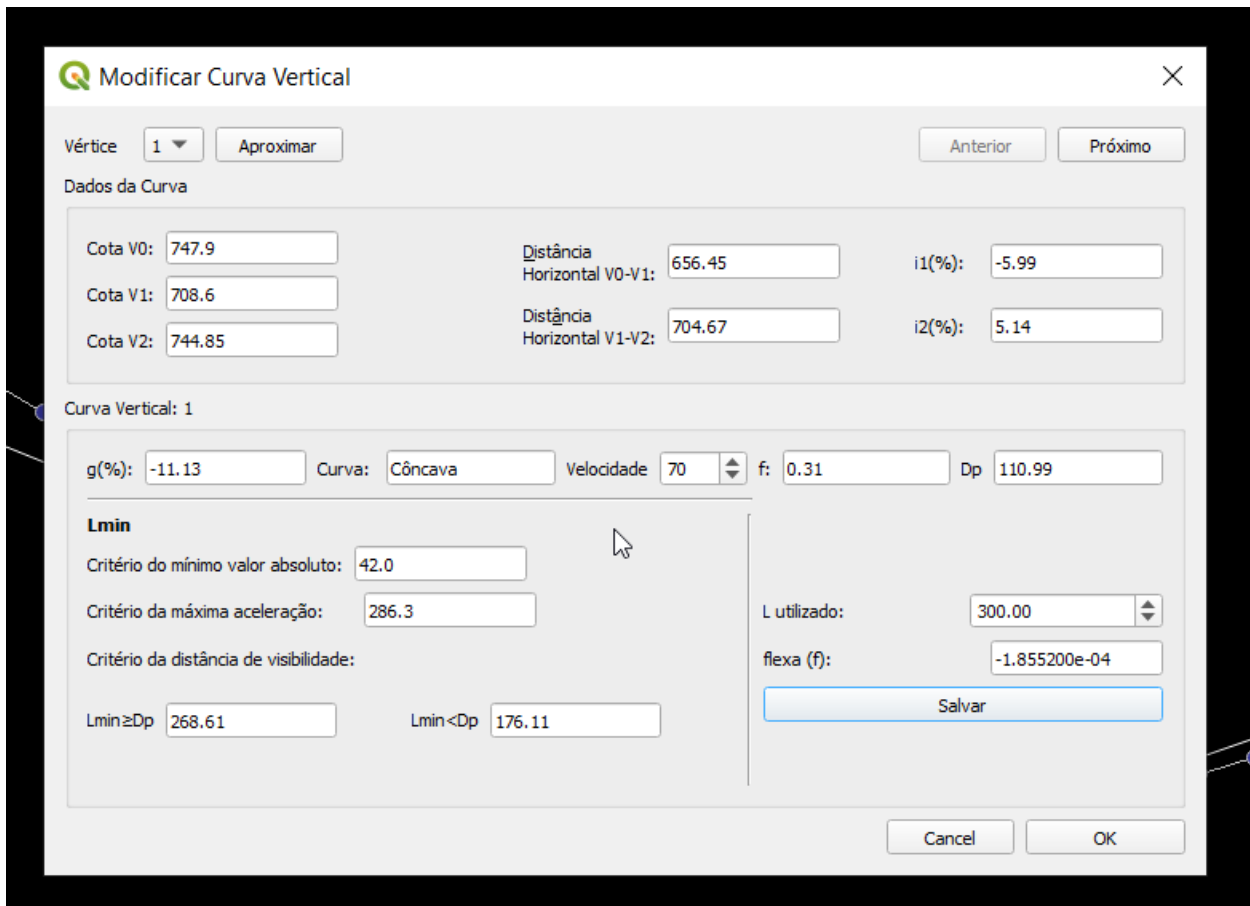 Modificar Curva Vertical
Vértice 1 Aproximar Anterior Próximo
Dados da Curva
Cota V0: 747.9
Cota V1: 708.6
Cota V2: 744.85
Distância
Horizontal V0-V1: 656.45
Distância
Horizontal V1-V2: 704.67
i1(%): -5.99
i2(%): 5.14
Curva Vertical: 1
g(%): -11.13 Curva: Côncava Velocidade 70 f: 0.31 Dp 110.99
Lmin
Critério do mínimo valor absoluto: 42.0
Critério da máxima aceleração: 286.3
Critério da distância de visibilidade:
Lmin≥Dp 268.61 Lmin<Dp 176.11
L utilizado: 300.00
flexa (f): -1.855200e-04
Salvar
Cancel OK